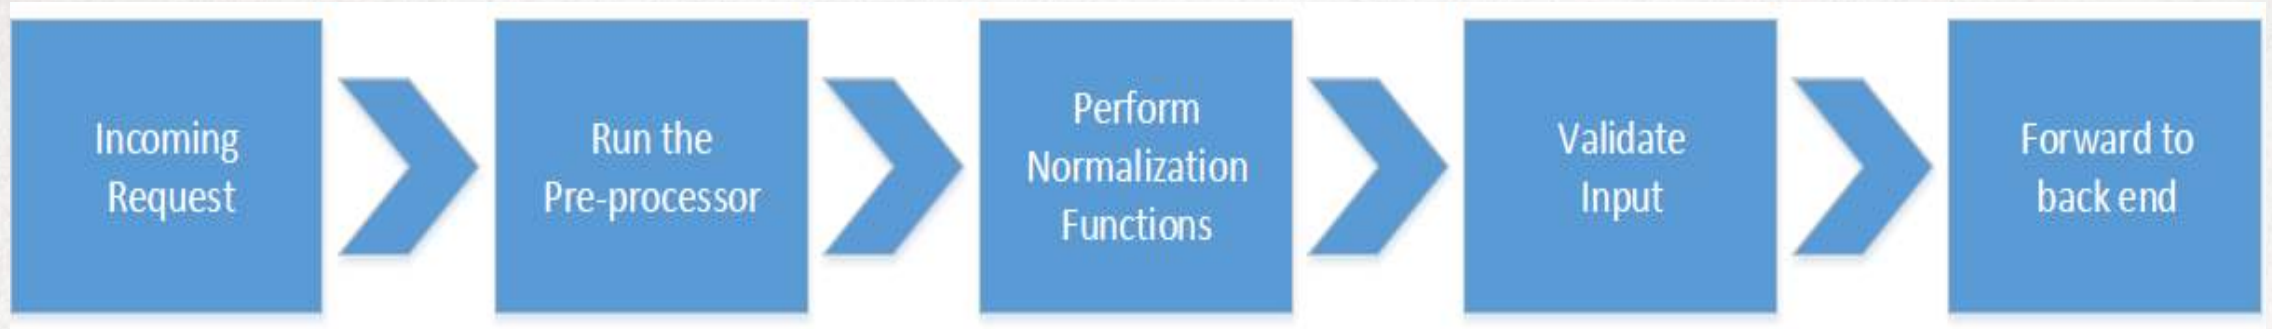 Incoming
Request
Run the
Pre-processor
Perform
Normalization
Functions
Validate
Input
Forward to
back end